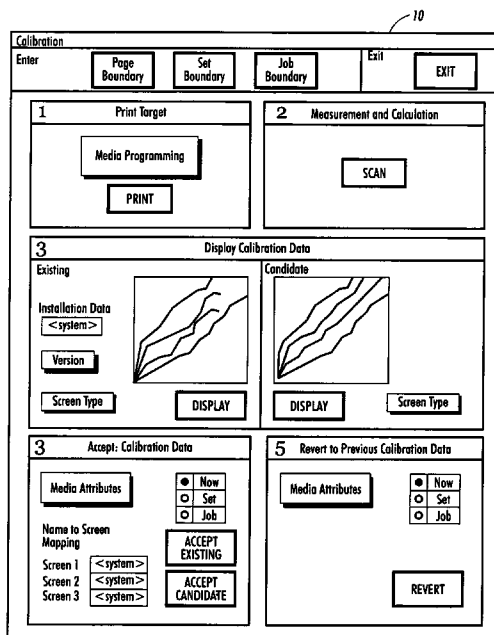 10
Calibration
Enter
Page
Boundary
Set
Boundary
Job
Boundary
Exit
EXIT
1 Print Target
Media Programming
PRINT
2 Measurement and Calculation
SCAN
3 Display Calibration Data
Existing
Installation Data
<system>
Version
Screen Type
DISPLAY
Candidate
DISPLAY
Screen Type
3 Accept: Calibration Data
Media Attributes
Now
Set
Job
Name to Screen
Mapping
Screen 1 <system>
Screen 2 <system>
Screen 3 <system>
ACCEPT
EXISTING
ACCEPT
CANDIDATE
5 Revert to Previous Calibration Data
Media Attributes
Now
Set
Job
REVERT